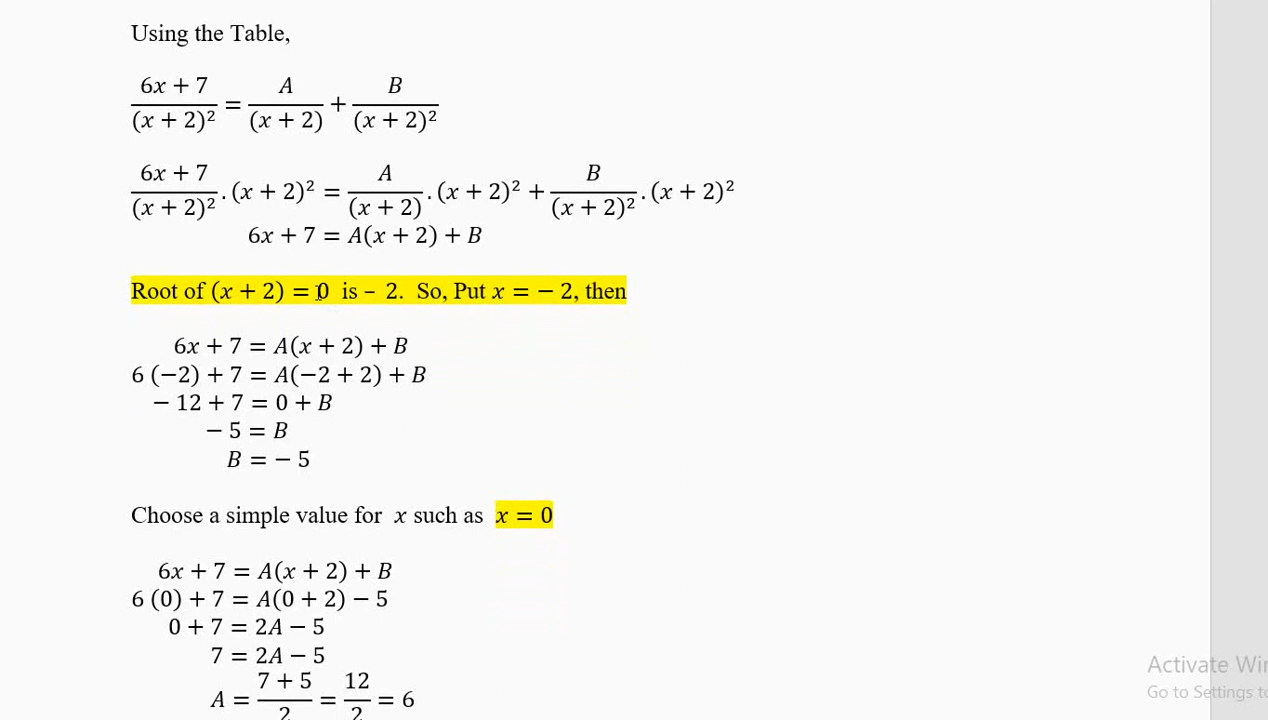 Using the Table,
6x + 7 / (x + 2)² = A / (x + 2) + B / (x + 2)²
6x + 7 / (x + 2)² . (x + 2)² = A / (x + 2) . (x + 2)² + B / (x + 2)² . (x + 2)²
6x + 7 = A(x + 2) + B
Root of (x + 2) = 0 is – 2. So, Put x = − 2, then
6x + 7 = A(x + 2) + B
6 (−2) + 7 = A(−2 + 2) + B
− 12 + 7 = 0 + B
− 5 = B
B = − 5
Choose a simple value for x such as x = 0
6x + 7 = A(x + 2) + B
6 (0) + 7 = A(0 + 2) − 5
0 + 7 = 2A − 5
7 = 2A − 5
A = 7 + 5 / 2 = 12 / 2 = 6
Activate Win
Go to Settings to